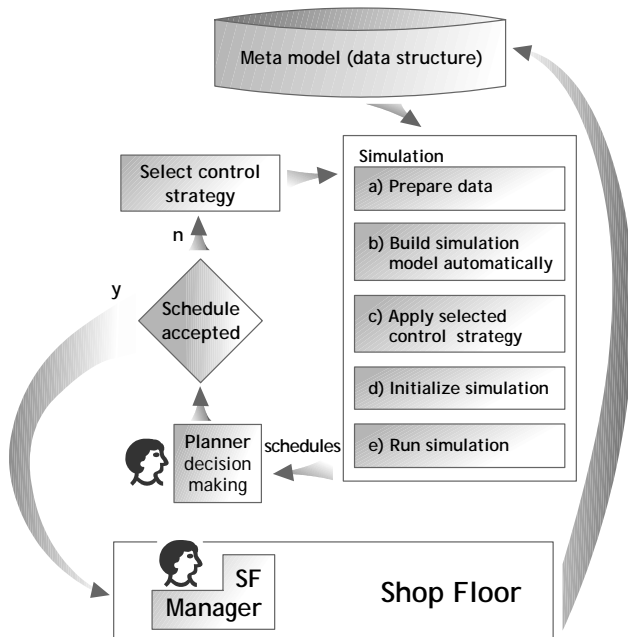 Meta model (data structure)
Simulation
a) Prepare data
b) Build simulation
model automatically
c) Apply selected
control strategy
d) Initialize simulation
e) Run simulation
Select control
strategy
n
y
Schedule
accepted
Planner
decision
making
schedules
SF
Manager
Shop Floor